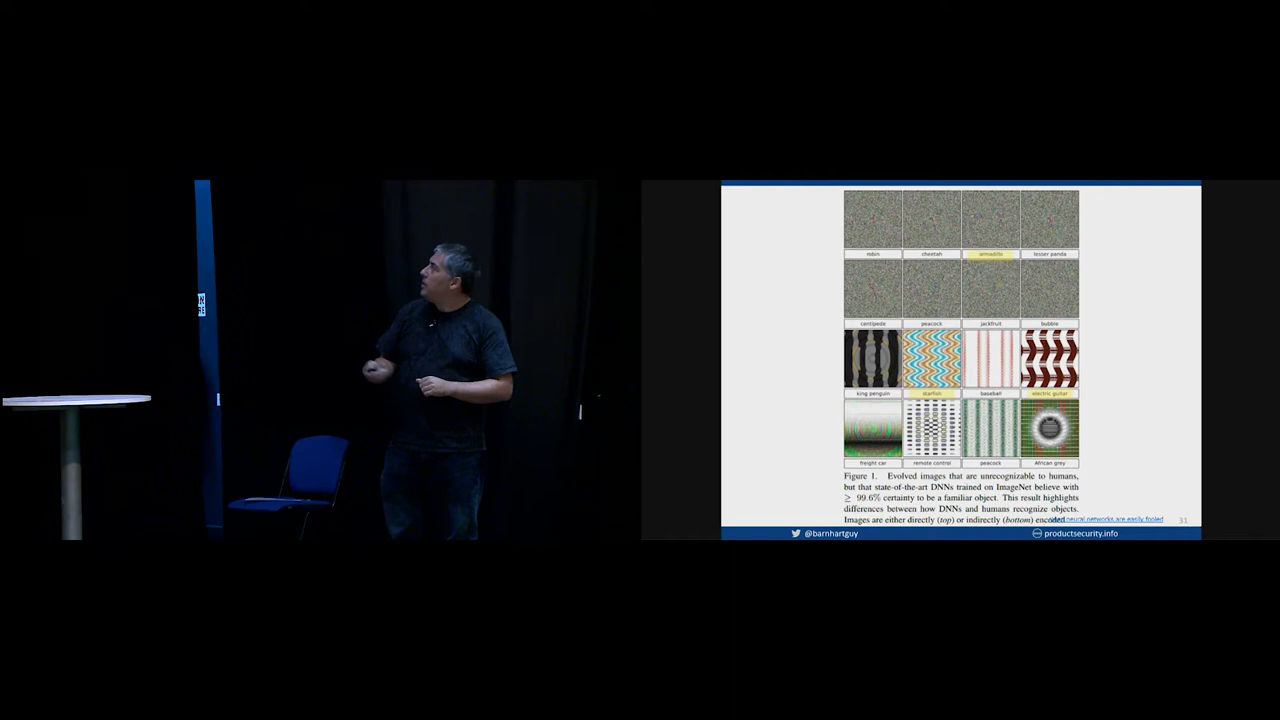 robin cheetah armadillo lesser panda
centipede peacock jackfruit bubble
king penguin starfish baseball electric guitar
freight car remote control peacock African grey
Figure 1. Evolved images that are unrecognizable to humans,
but that state-of-the-art DNNs trained on ImageNet believe with
≥ 99.6% certainty to be a familiar object. This result highlights
differences between how DNNs and humans recognize objects.
Images are either directly (top) or indirectly (bottom)
neural networks are easily fooled
31
@barnhartguy
productsecurity.info